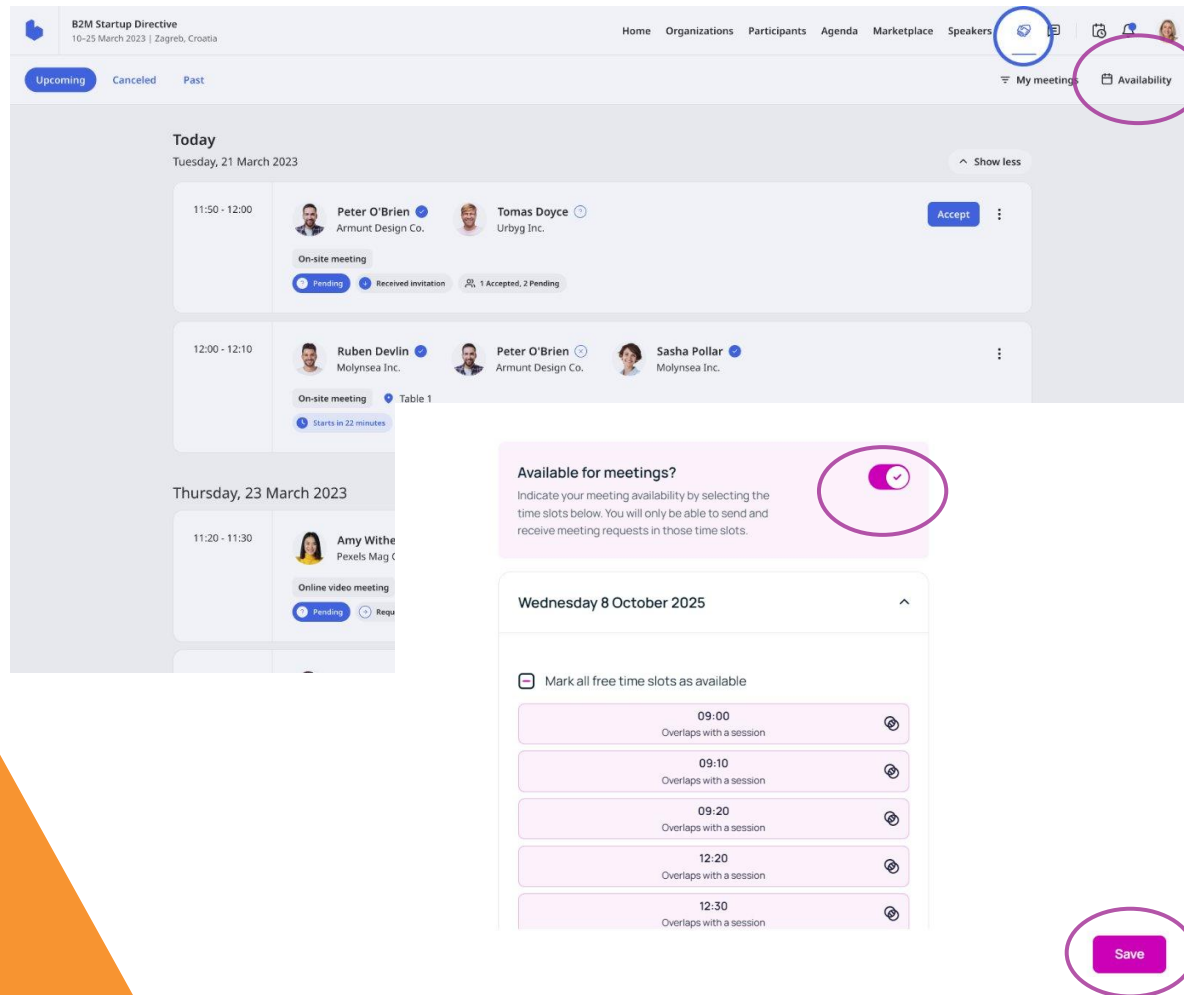 B2M Startup Directive
10–25 March 2023 | Zagreb, Croatia
Home Organizations Participants Agenda Marketplace Speakers
Upcoming Canceled Past
My meetings Availability
Today
Tuesday, 21 March 2023
Show less
11:50 - 12:00
Peter O'Brien
Armunt Design Co.
Tomas Doyce
Urbyg Inc.
Accept
On-site meeting
Pending Received invitation 1 Accepted, 2 Pending
12:00 - 12:10
Ruben Devlin
Molynsea Inc.
Peter O'Brien
Armunt Design Co.
Sasha Pollar
Molynsea Inc.
On-site meeting Table 1
Starts in 22 minutes
Thursday, 23 March 2023
11:20 - 11:30
Amy Withe
Pexels Mag
Online video meeting
Pending Requ
Available for meetings?
Indicate your meeting availability by selecting the
time slots below. You will only be able to send and
receive meeting requests in those time slots.
Wednesday 8 October 2025
Mark all free time slots as available
09:00
Overlaps with a session
09:10
Overlaps with a session
09:20
Overlaps with a session
12:20
Overlaps with a session
12:30
Overlaps with a session
Save